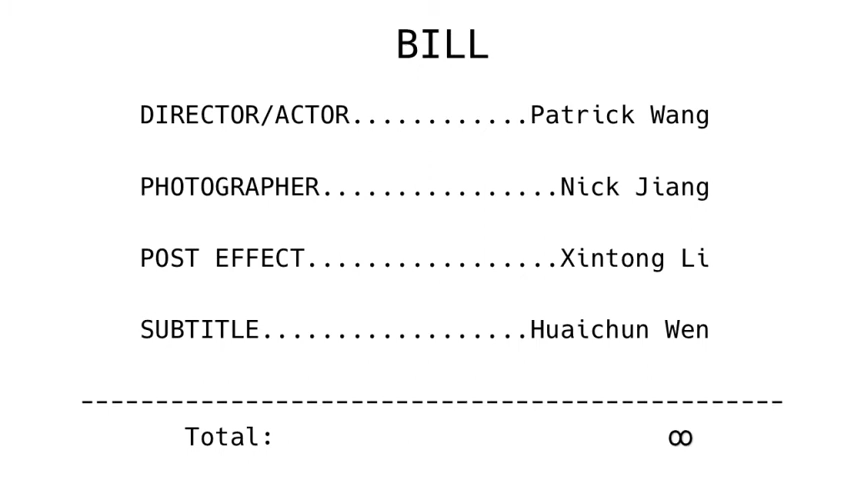 BILL
DIRECTOR/ACTOR............Patrick Wang
PHOTOGRAPHER................Nick Jiang
POST EFFECT.................Xintong Li
SUBTITLE..................Huaichun Wen
-----------------------------------------------
Total: ∞